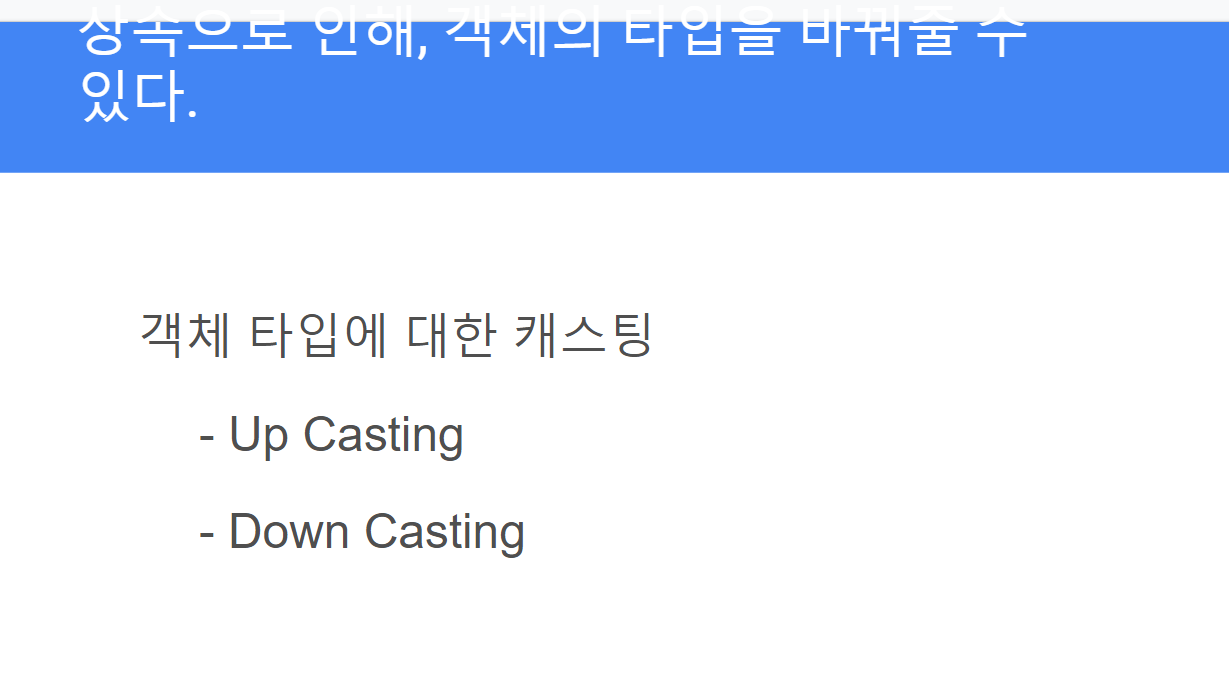 상속으로 인해, 객체의 타입을 바꿔줄 수
있다.
객체 타입에 대한 캐스팅
- Up Casting
- Down Casting